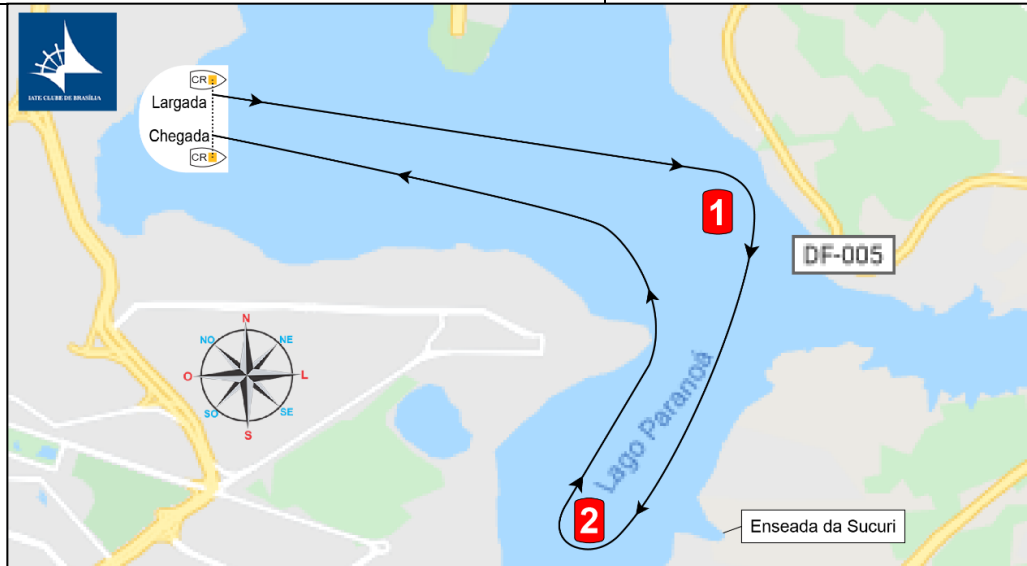 IATE CLUBE DE BRASÍLIA
CR
Largada
Chegada
CR
1
DF-005
N
NO
NE
O
L
SO
SE
S
Lago Paranoá
2
Enseada da Sucuri